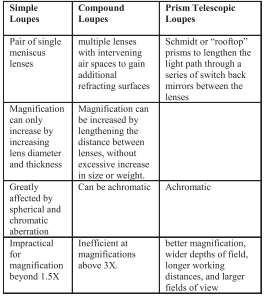 Simple
Loupes
Compound
Loupes
Prism Telescopic
Loupes
Pair of single
meniscus
lenses
multiple lenses
with intervening
air spaces to gain
additional
refracting surfaces
Schmidt or “rooftop”
prisms to lengthen
the light path through a
series of switch back
mirrors between the
lenses
Magnification
can only
increase by
increasing
lens diameter
and thickness
Magnification can
be increased by
lengthening the
distance between
lenses, without
excessive increase
in size or weight.
Greatly
affected by
spherical and
chromatic
aberration
Can be achromatic
Achromatic
Impractical
for
magnification
beyond 1.5X
Inefficient at
magnifications
above 3X.
better magnification,
wider depths of field,
longer working
distances, and larger
fields of view